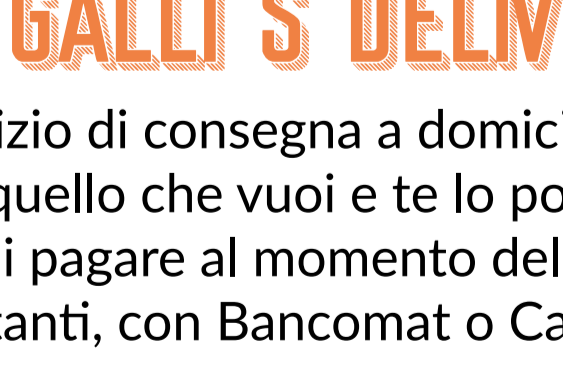 GALLI'S DELIV
izio di consegna a domici
quello che vuoi e te lo po
i pagare al momento del
tanti, con Bancomat o Ca